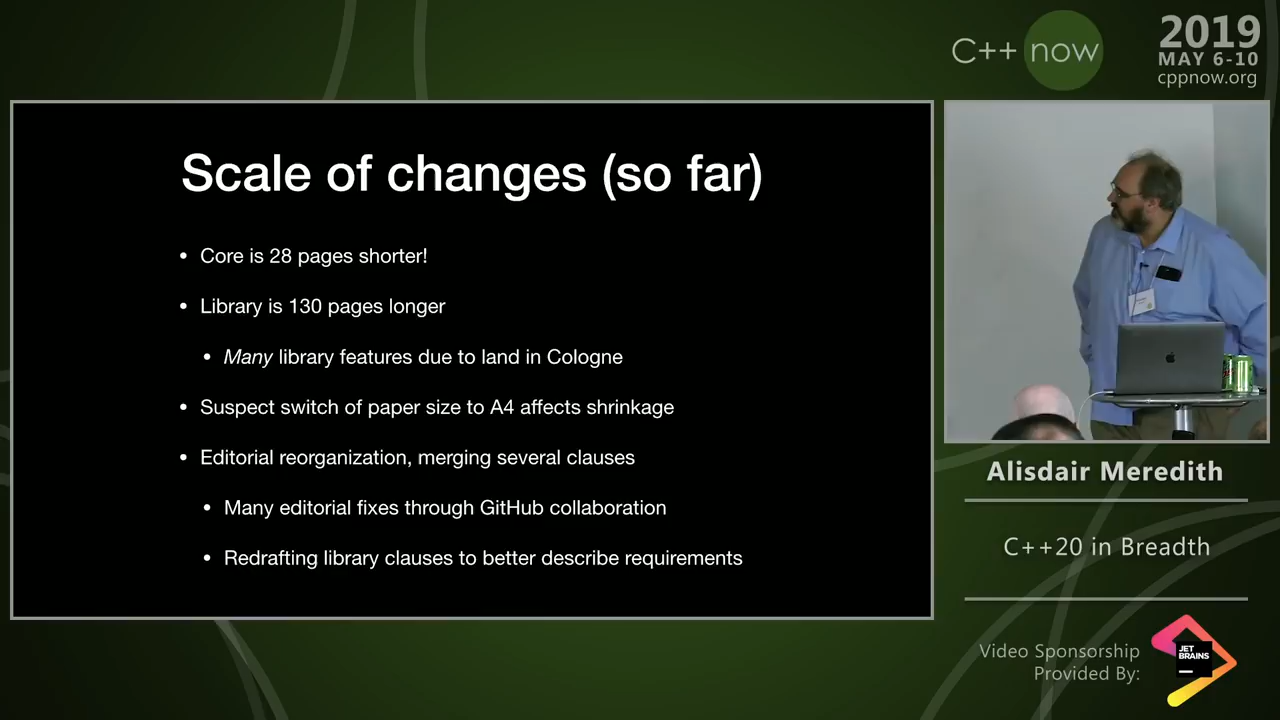 C++ now
2019
MAY 6-10
cppnow.org
Scale of changes (so far)
• Core is 28 pages shorter!
• Library is 130 pages longer
• Many library features due to land in Cologne
• Suspect switch of paper size to A4 affects shrinkage
• Editorial reorganization, merging several clauses
• Many editorial fixes through GitHub collaboration
• Redrafting library clauses to better describe requirements
Alisdair Meredith
C++20 in Breadth
Video Sponsorship
Provided By:
JET
BRAINS